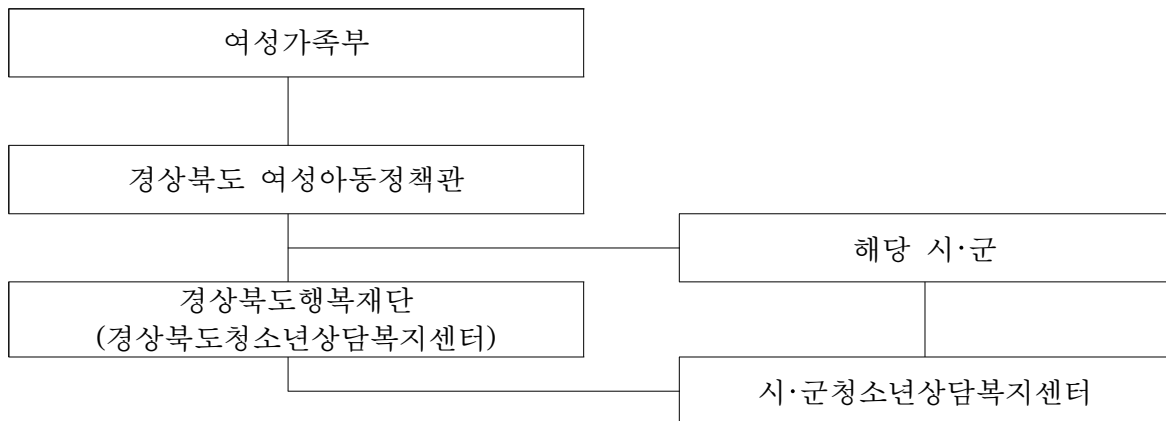 여성가족부
경상북도 여성아동정책관
해당 시·군
경상북도행복재단
(경상북도청소년상담복지센터)
시·군청소년상담복지센터